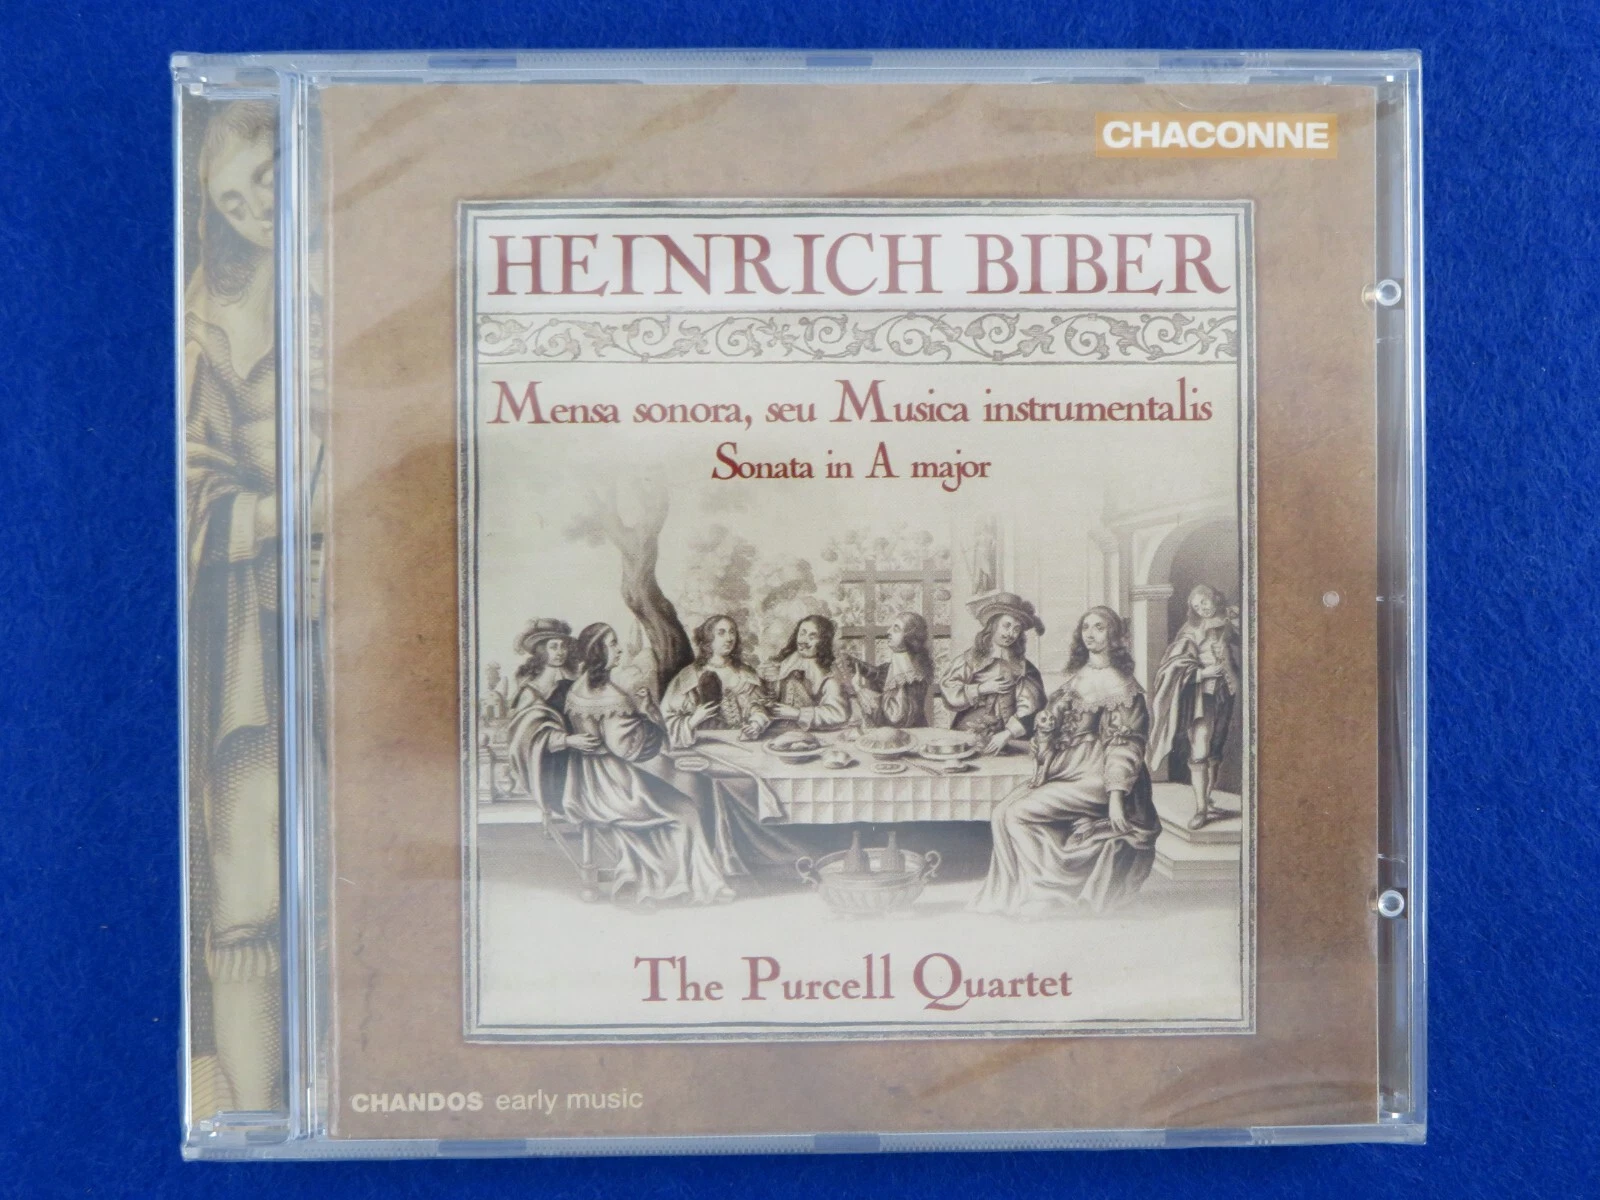 CHACONNE
HEINRICH BIBER
Mensa sonora, seu Musica instrumentalis
Sonata in A major
The Purcell Quartet
CHANDOS early music